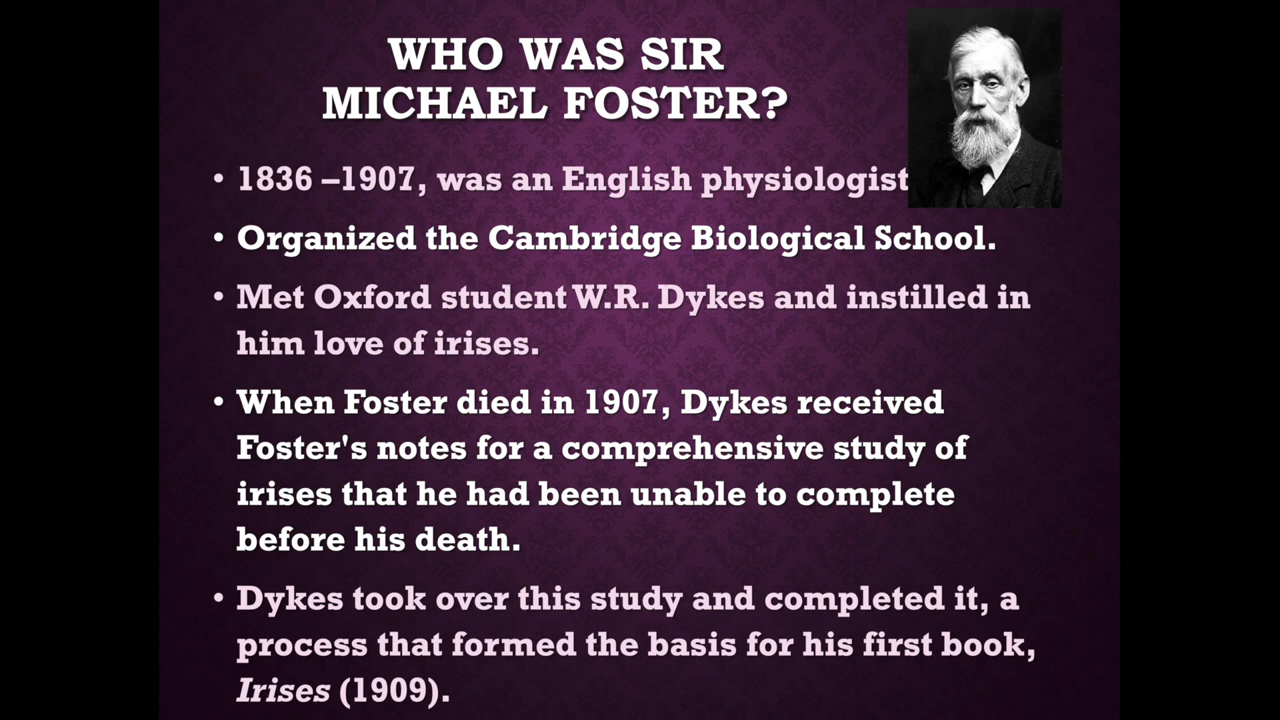 WHO WAS SIR
MICHAEL FOSTER?
• 1836 –1907, was an English physiologist
• Organized the Cambridge Biological School.
• Met Oxford student W.R. Dykes and instilled in
him love of irises.
• When Foster died in 1907, Dykes received
Foster's notes for a comprehensive study of
irises that he had been unable to complete
before his death.
• Dykes took over this study and completed it, a
process that formed the basis for his first book,
Irises (1909).